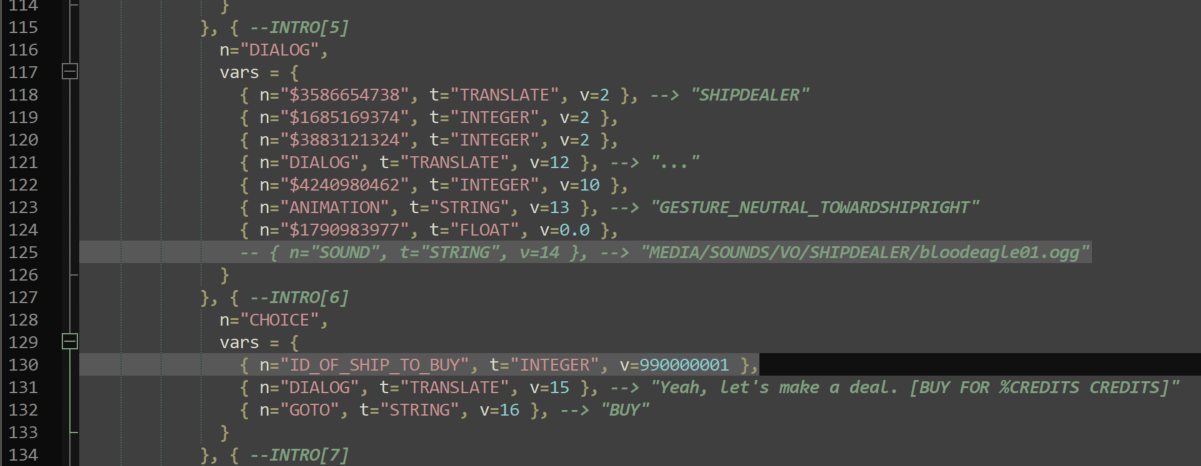 114 }
115 }, { --INTRO[5]
116 n="DIALOG",
117 vars = {
118 { n="$3586654738", t="TRANSLATE", v=2 }, --> "SHIPDEALER"
119 { n="$1685169374", t="INTEGER", v=2 },
120 { n="$3883121324", t="INTEGER", v=2 },
121 { n="DIALOG", t="TRANSLATE", v=12 }, --> "..."
122 { n="$4240980462", t="INTEGER", v=10 },
123 { n="ANIMATION", t="STRING", v=13 }, --> "GESTURE_NEUTRAL_TOWARDSHIPRIGHT"
124 { n="$1790983977", t="FLOAT", v=0.0 },
125 -- { n="SOUND", t="STRING", v=14 }, --> "MEDIA/SOUNDS/VO/SHIPDEALER/bloodeagle01.ogg"
126 }
127 }, { --INTRO[6]
128 n="CHOICE",
129 vars = {
130 { n="ID_OF_SHIP_TO_BUY", t="INTEGER", v=990000001 },
131 { n="DIALOG", t="TRANSLATE", v=15 }, --> "Yeah, let's make a deal. [BUY FOR %CREDITS CREDITS]"
132 { n="GOTO", t="STRING", v=16 }, --> "BUY"
133 }
134 }, { --INTRO[7]